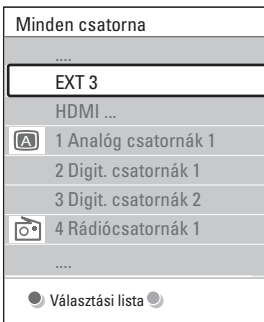 Minden csatorna
....
EXT 3
HDMI ...
A 1 Analóg csatornák 1
2 Digit. csatornák 1
3 Digit. csatornák 2
4 Rádiócsatornák 1
....
Választási lista